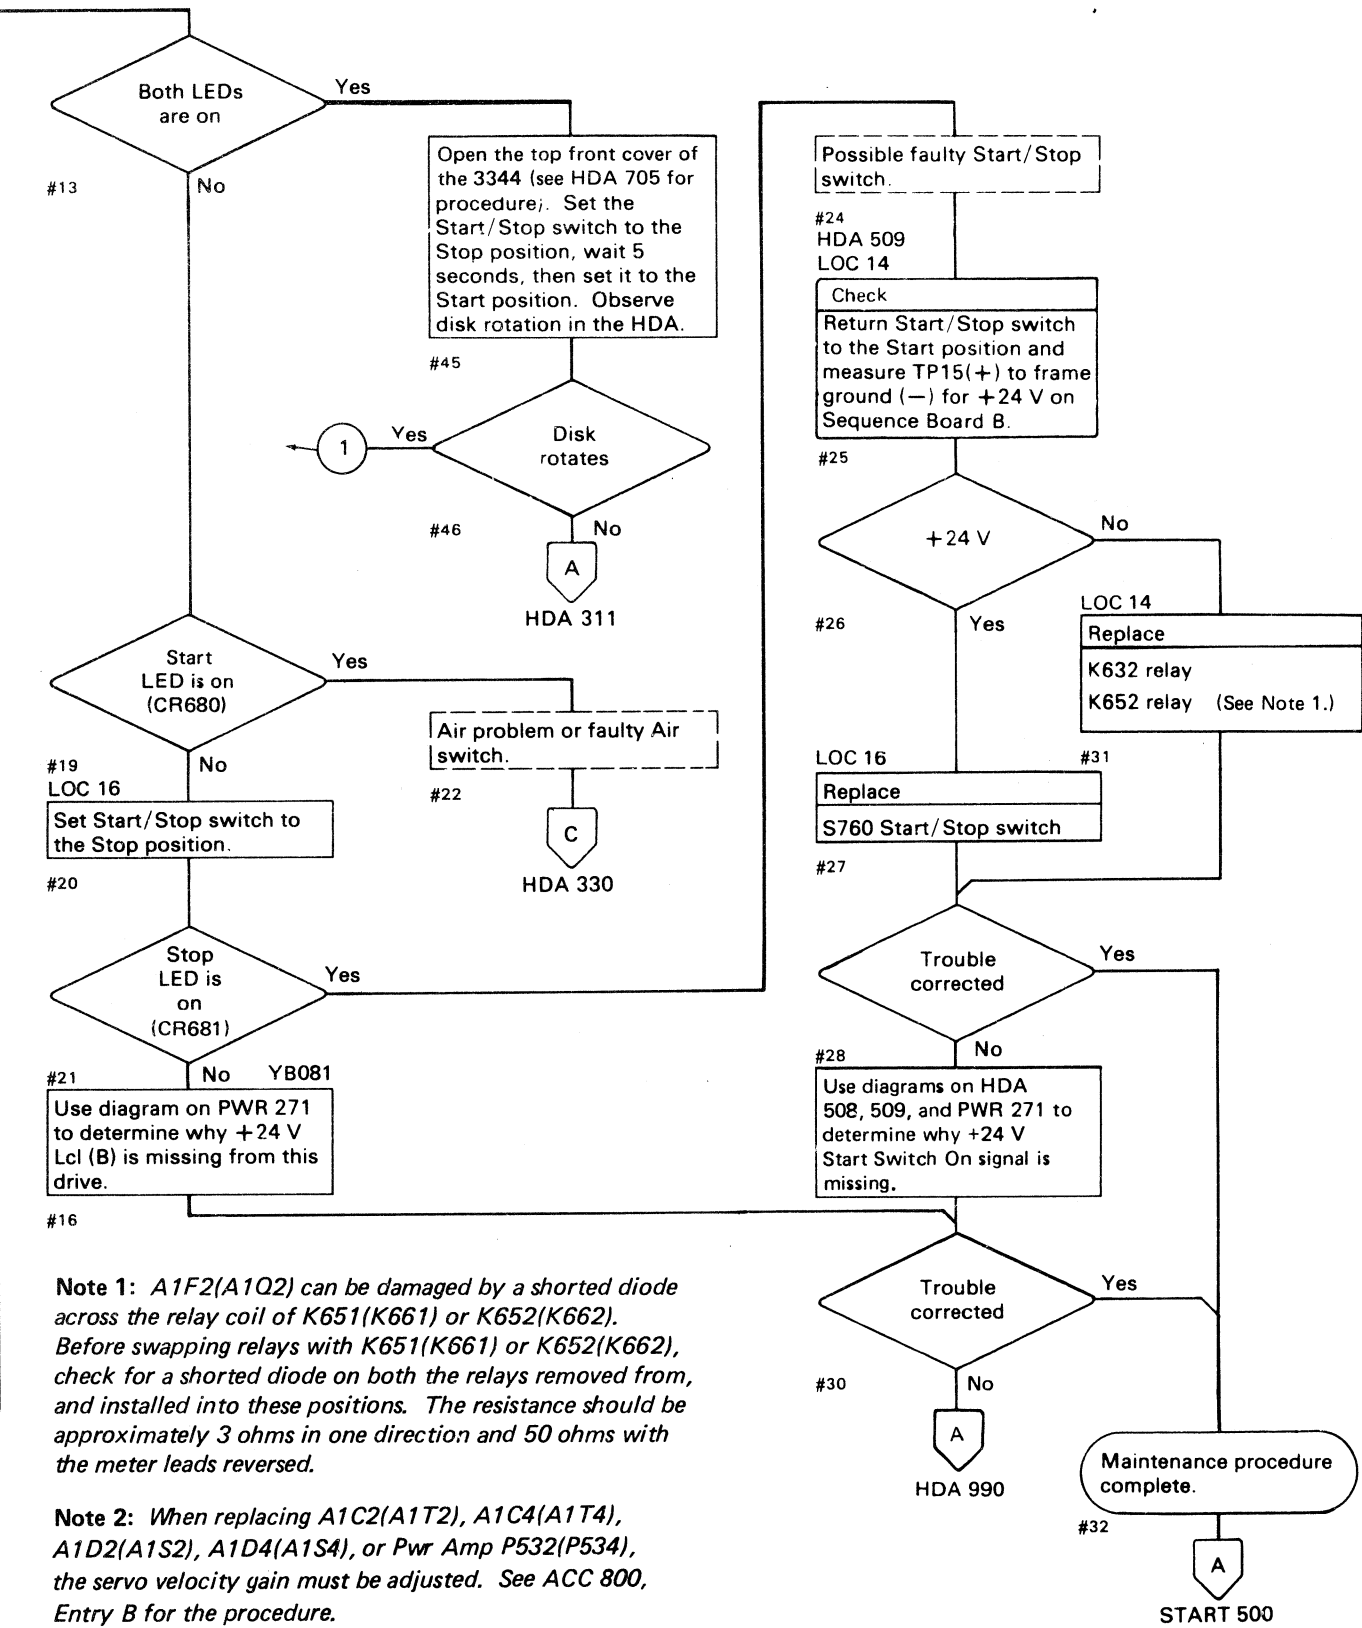 Both LEDs
are on
Yes
#13
No
Open the top front cover of
the 3344 (see HDA 705 for
procedure). Set the
Start/Stop switch to the
Stop position, wait 5
seconds, then set it to the
Start position. Observe
disk rotation in the HDA.
#45
Disk
rotates
Yes
1
#46
No
A
HDA 311
Start
LED is on
(CR680)
Yes
#19
No
LOC 16
Air problem or faulty Air
switch.
#22
C
HDA 330
Set Start/Stop switch to
the Stop position.
#20
Stop
LED is
on
(CR681)
Yes
#21
No
YB081
Use diagram on PWR 271
to determine why +24 V
Lcl (B) is missing from this
drive.
#16
Possible faulty Start/Stop
switch.
#24
HDA 509
LOC 14
Check
Return Start/Stop switch
to the Start position and
measure TP15(+) to frame
ground (—) for +24 V on
Sequence Board B.
#25
+24 V
No
#26
Yes
LOC 14
Replace
K632 relay
K652 relay (See Note 1.)
#31
LOC 16
Replace
S760 Start/Stop switch
#27
Trouble
corrected
Yes
#28
No
Use diagrams on HDA
508, 509, and PWR 271 to
determine why +24 V
Start Switch On signal is
missing.
Trouble
corrected
Yes
#30
No
A
HDA 990
Maintenance procedure
complete.
#32
A
START 500
Note 1: A1F2(A1Q2) can be damaged by a shorted diode
across the relay coil of K651(K661) or K652(K662).
Before swapping relays with K651(K661) or K652(K662),
check for a shorted diode on both the relays removed from,
and installed into these positions. The resistance should be
approximately 3 ohms in one direction and 50 ohms with
the meter leads reversed.
Note 2: When replacing A1C2(A1T2), A1C4(A1T4),
A1D2(A1S2), A1D4(A1S4), or Pwr Amp P532(P534),
the servo velocity gain must be adjusted. See ACC 800,
Entry B for the procedure.